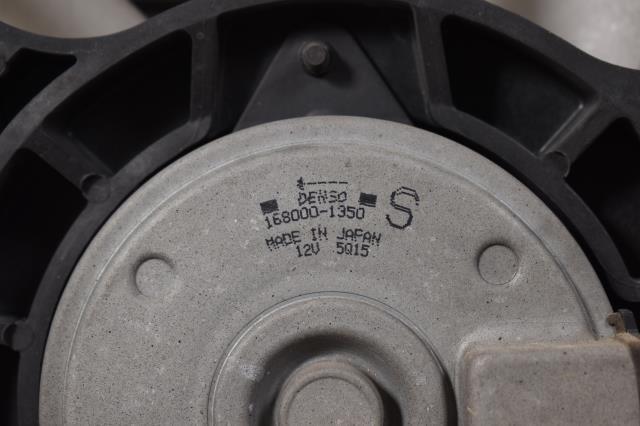 DENSO
168000-1350 S
MADE IN JAPAN
12V 5Q15